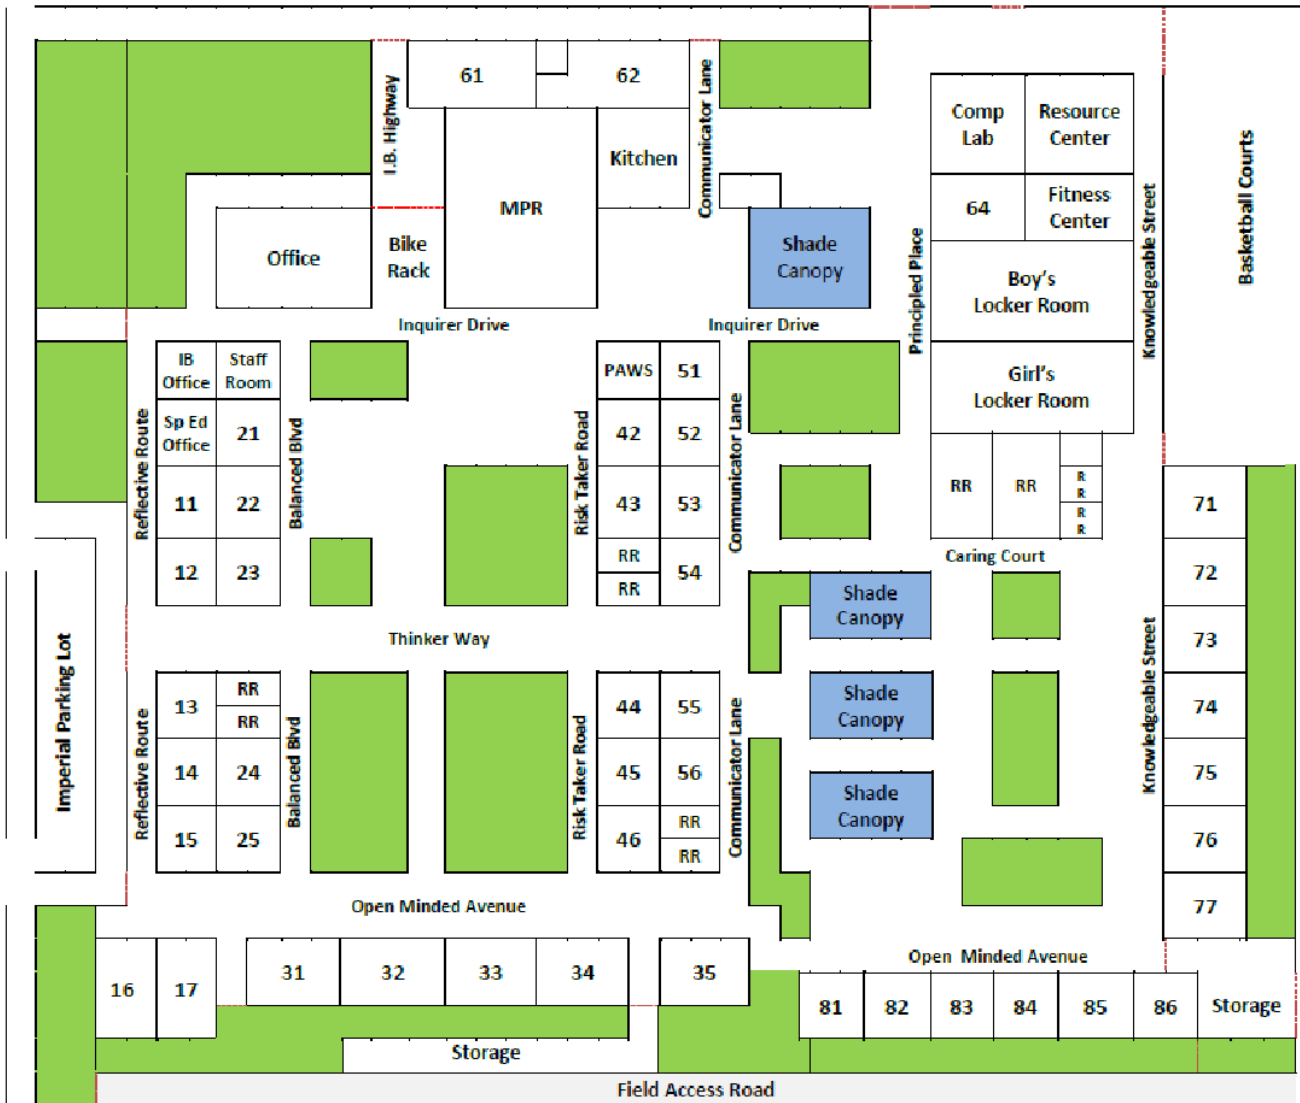 61
62
I.B. Highway
Communicator Lane
Comp
Lab
Resource
Center
Kitchen
MPR
64
Fitness
Center
Basketball Courts
Office
Bike
Rack
Shade
Canopy
Principled Place
Knowledgeable Street
Boy's
Locker Room
Inquirer Drive
Inquirer Drive
IB
Office
Staff
Room
PAWS
51
Girl's
Locker Room
Reflective Route
Sp Ed
Office
21
Balanced Blvd
Risk Taker Road
42
52
Communicator Lane
11
22
43
53
RR
RR
R
R
R
R
71
12
23
RR
RR
54
Caring Court
72
Shade
Canopy
Thinker Way
73
Imperial Parking Lot
Knowledgeable Street
Reflective Route
13
RR
RR
Balanced Blvd
Risk Taker Road
44
55
Communicator Lane
Shade
Canopy
74
14
24
45
56
Shade
Canopy
75
15
25
46
RR
RR
76
Open Minded Avenue
77
Open Minded Avenue
16
17
31
32
33
34
35
81
82
83
84
85
86
Storage
Storage
Field Access Road